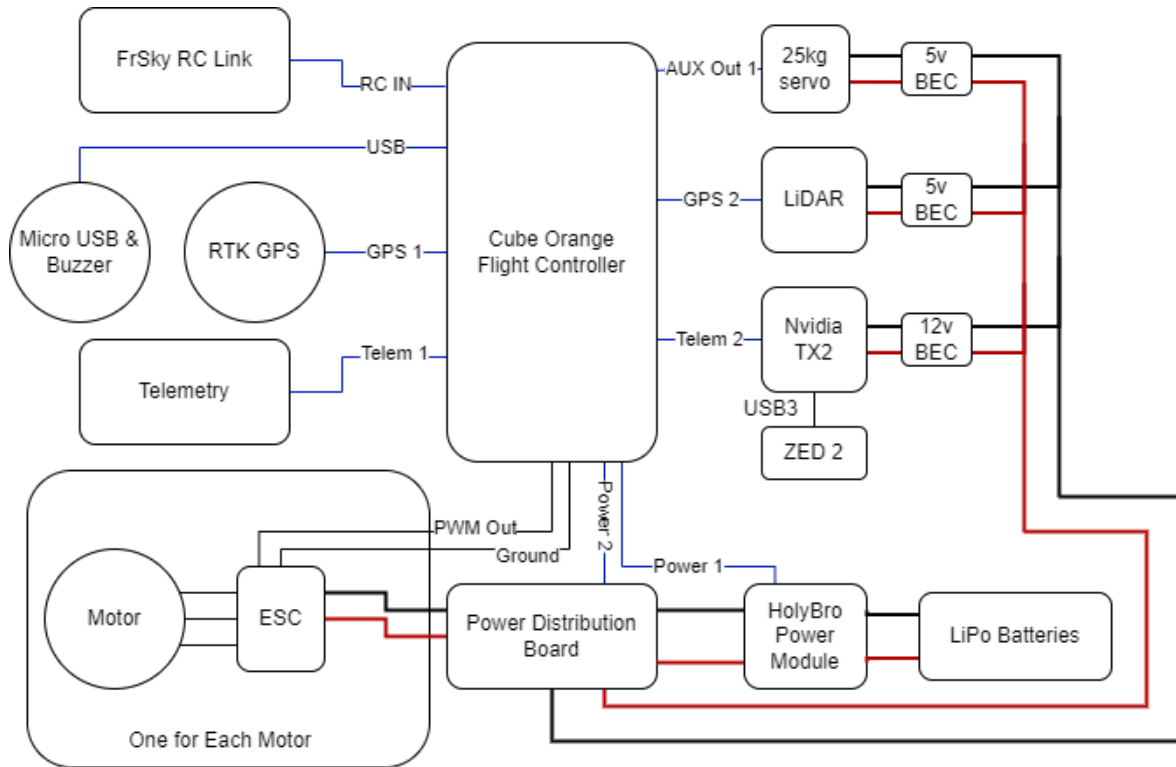 FrSky RC Link
RC IN
USB
Micro USB &
Buzzer
RTK GPS
GPS 1
Telemetry
Telem 1
Cube Orange
Flight Controller
AUX Out 1
25kg
servo
5v
BEC
GPS 2
LiDAR
5v
BEC
Telem 2
Nvidia
TX2
12v
BEC
USB3
ZED 2
PWM Out
Ground
Power 2
Power 1
Motor
ESC
One for Each Motor
Power Distribution
Board
HolyBro
Power
Module
LiPo Batteries